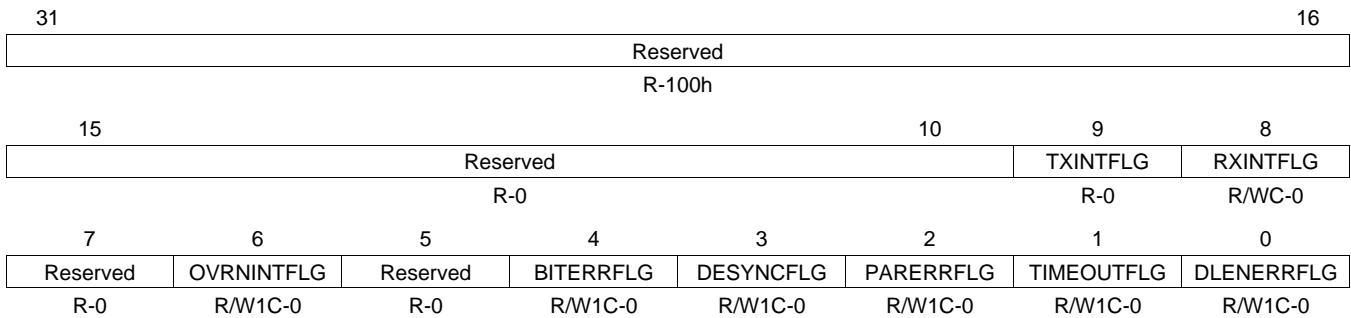 31 16
Reserved
R-100h
15 10 9 8
Reserved TXINTFLG RXINTFLG
R-0 R-0 R/WC-0
7 6 5 4 3 2 1 0
Reserved OVRNINTFLG Reserved BITERRFLG DESYNCFLG PARERRFLG TIMEOUTFLG DLENERRFLG
R-0 R/W1C-0 R-0 R/W1C-0 R/W1C-0 R/W1C-0 R/W1C-0 R/W1C-0